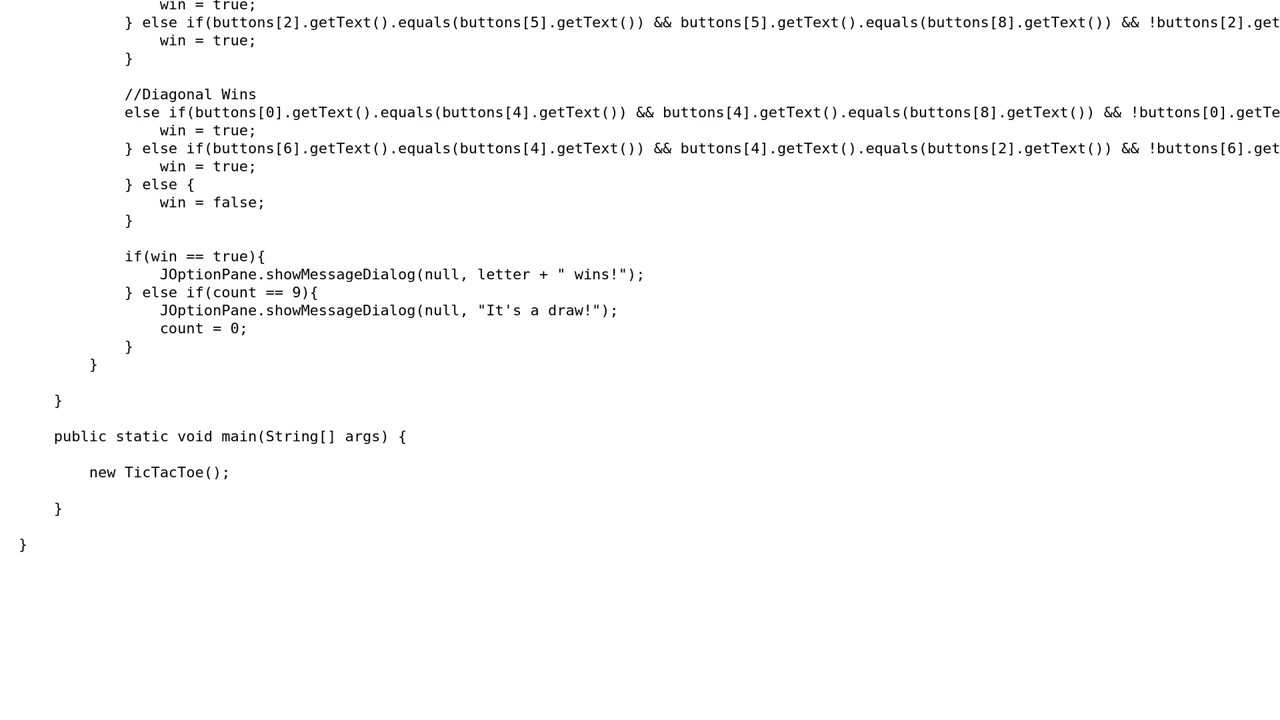 win = true;
} else if(buttons[2].getText().equals(buttons[5].getText()) && buttons[5].getText().equals(buttons[8].getText()) && !buttons[2].get
win = true;
}
//Diagonal Wins
else if(buttons[0].getText().equals(buttons[4].getText()) && buttons[4].getText().equals(buttons[8].getText()) && !buttons[0].getTe
win = true;
} else if(buttons[6].getText().equals(buttons[4].getText()) && buttons[4].getText().equals(buttons[2].getText()) && !buttons[6].get
win = true;
} else {
win = false;
}
if(win == true){
JOptionPane.showMessageDialog(null, letter + " wins!");
} else if(count == 9){
JOptionPane.showMessageDialog(null, "It's a draw!");
count = 0;
}
}
}
public static void main(String[] args) {
new TicTacToe();
}
}